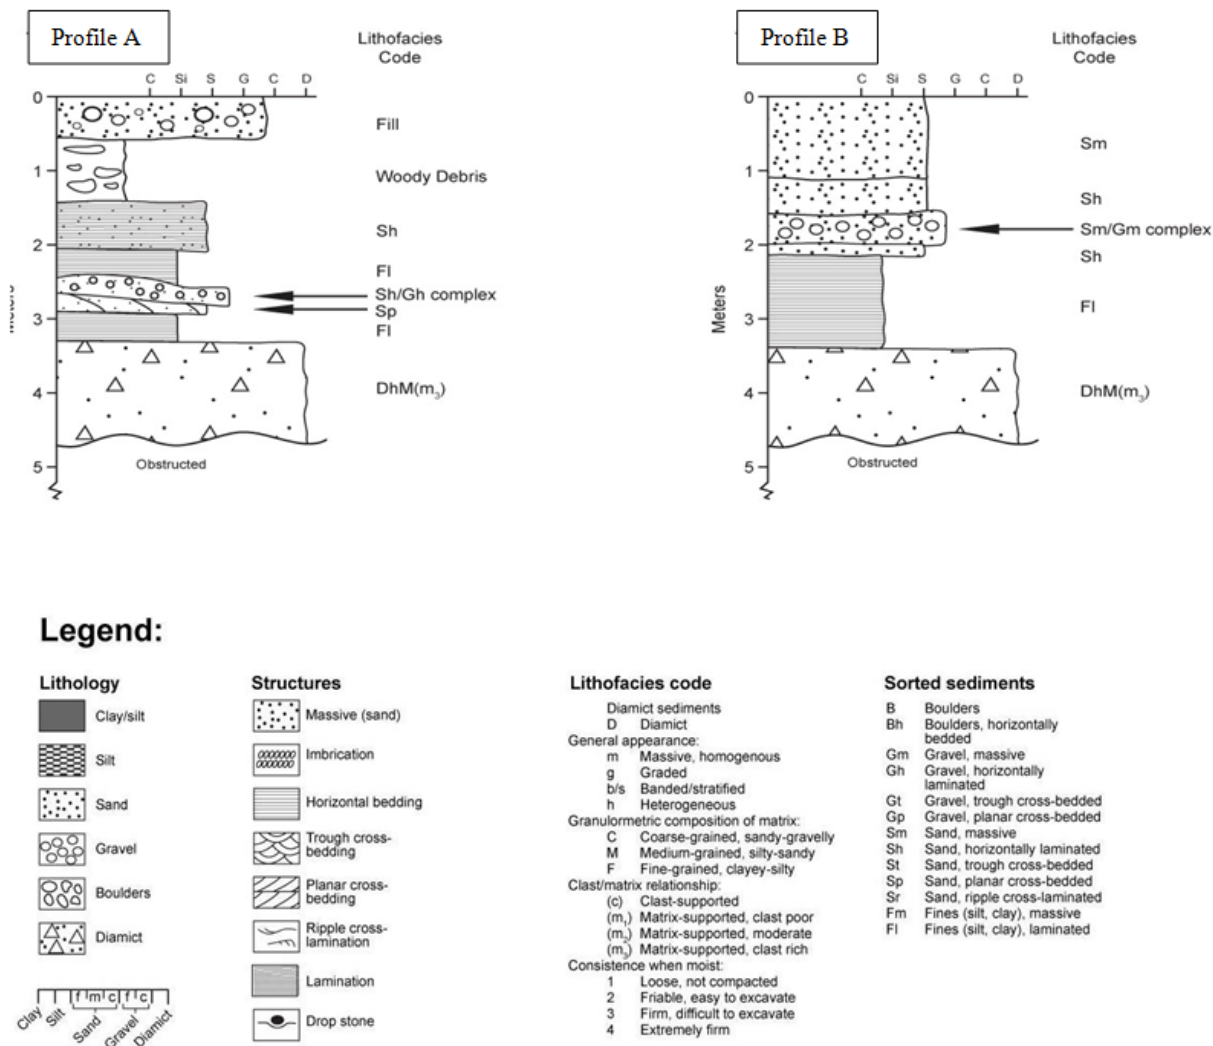 Profile A
Lithofacies
Code
C Si S G C D
0
Fill
1
Woody Debris
Sh
2
Fl
Sh/Gh complex
Sp
Meters
3
Fl
4
DhM(m3)
Obstructed
5
Profile B
Lithofacies
Code
C Si S G C D
0
Sm
1
Sh
Sm/Gm complex
2
Sh
Meters
3
Fl
4
DhM(m3)
Obstructed
5
Legend:
Lithology
Clay/silt
Silt
Sand
Gravel
Boulders
Diamict
f m c f c
Clay Silt Sand Gravel Diamict
Structures
Massive (sand)
Imbrication
Horizontal bedding
Trough cross-
bedding
Planar cross-
bedding
Ripple cross-
lamination
Lamination
Drop stone
Lithofacies code
Diamict sediments
D Diamict
General appearance:
m Massive, homogenous
g Graded
b/s Banded/stratified
h Heterogeneous
Granulormetric composition of matrix:
C Coarse-grained, sandy-gravelly
M Medium-grained, silty-sandy
F Fine-grained, clayey-silty
Clast/matrix relationship:
(c) Clast-supported
(m1) Matrix-supported, clast poor
(m2) Matrix-supported, moderate
(m3) Matrix-supported, clast rich
Consistence when moist:
1 Loose, not compacted
2 Friable, easy to excavate
3 Firm, difficult to excavate
4 Extremely firm
Sorted sediments
B Boulders
Bh Boulders, horizontally
bedded
Gm Gravel, massive
Gh Gravel, horizontally
laminated
Gt Gravel, trough cross-bedded
Gp Gravel, planar cross-bedded
Sm Sand, massive
Sh Sand, horizontally laminated
St Sand, trough cross-bedded
Sp Sand, planar cross-bedded
Sr Sand, ripple cross-laminated
Fm Fines (silt, clay), massive
Fl Fines (silt, clay), laminated